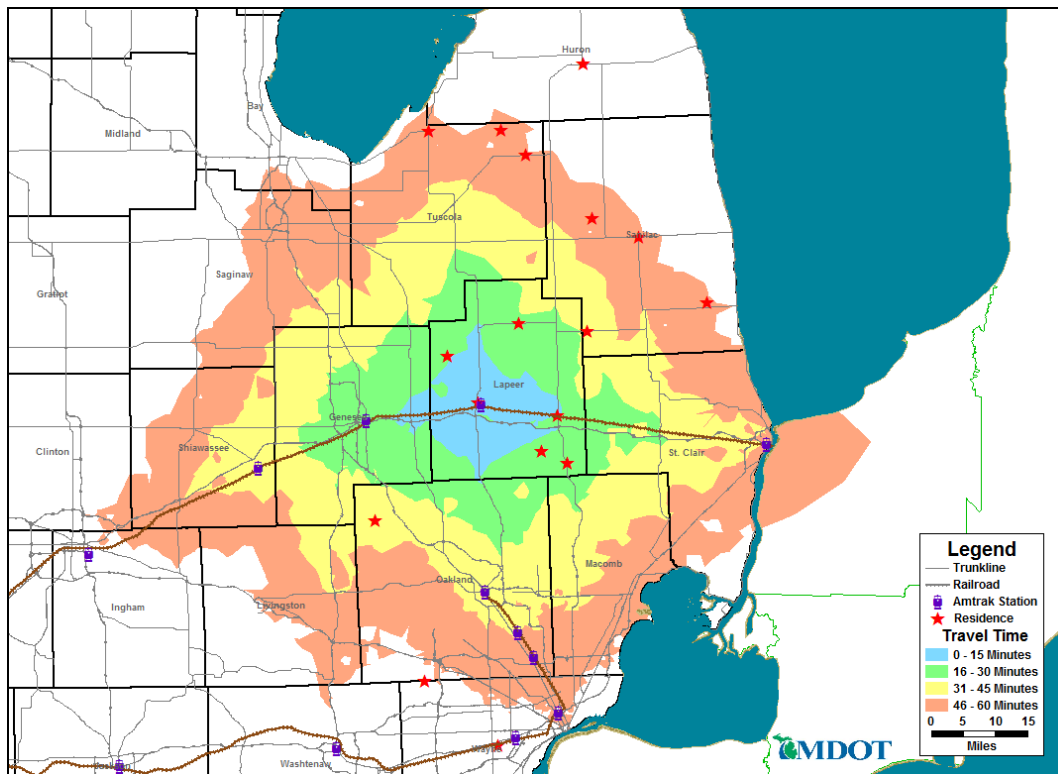 Huron
Bay
Midland
Tuscola
Sanilac
Saginaw
Gratiot
Lapeer
Genesee
Clinton
Shiawassee
St. Clair
Macomb
Oakland
Ingham
Livingston
Wayne
Washtenaw
Jackson
Legend
Trunkline
Railroad
Amtrak Station
Residence
Travel Time
0 - 15 Minutes
16 - 30 Minutes
31 - 45 Minutes
46 - 60 Minutes
0 5 10 15
Miles
MDOT